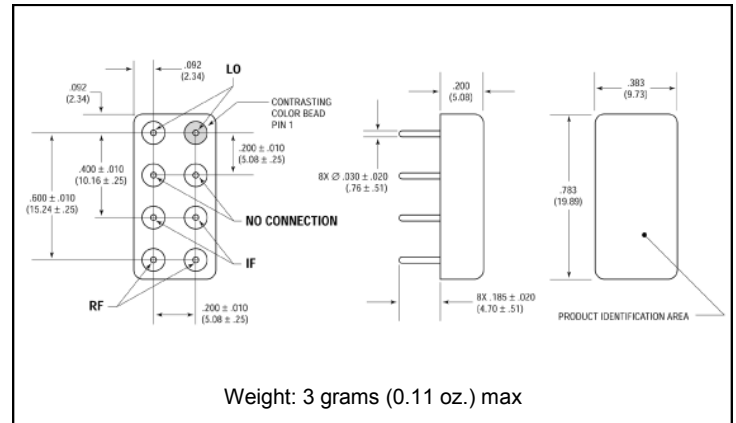 .092
(2.34)
LO
.092
(2.34)
CONTRASTING
COLOR BEAD
PIN 1
.200 ± .010
(5.08 ± .25)
.400 ± .010
(10.16 ± .25)
.600 ± .010
(15.24 ± .25)
NO CONNECTION
IF
RF
.200 ± .010
(5.08 ± .25)
.200
(5.08)
8X Ø .030 ± .020
(.76 ± .51)
8X .185 ± .020
(4.70 ± .51)
.383
(9.73)
.783
(19.89)
PRODUCT IDENTIFICATION AREA
Weight: 3 grams (0.11 oz.) max